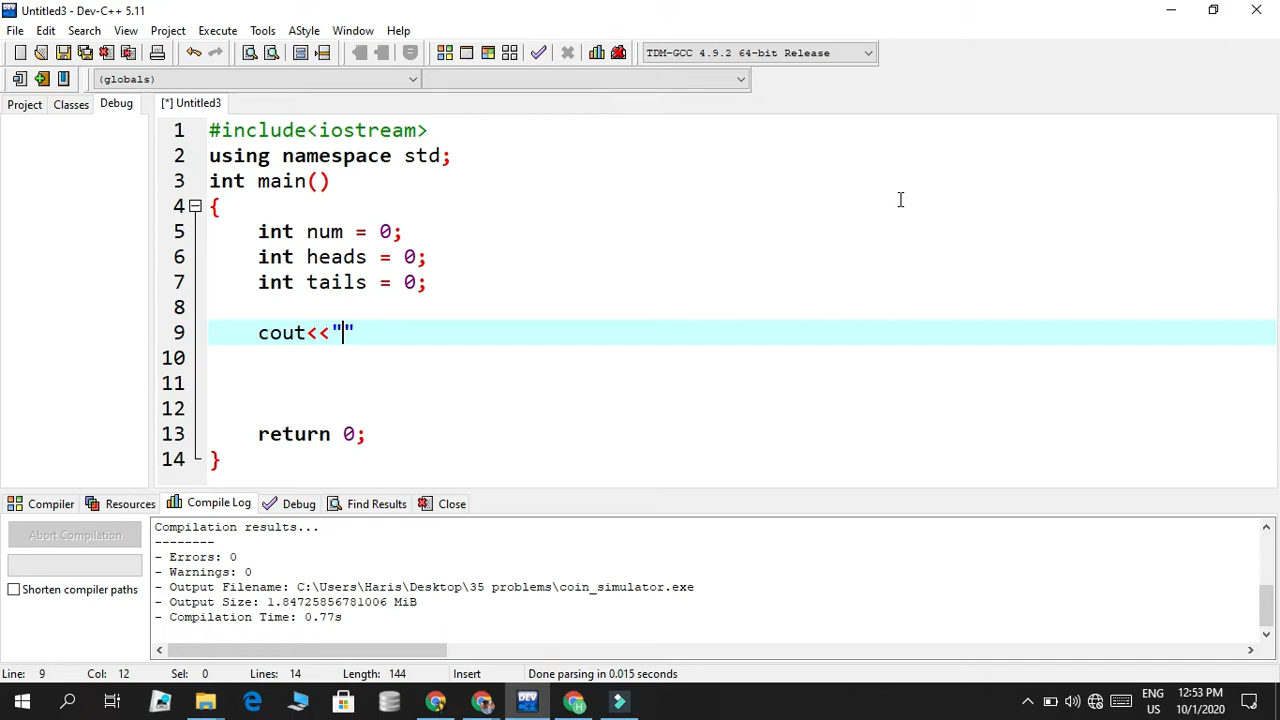 Untitled3 - Dev-C++ 5.11
File Edit Search View Project Execute Tools AStyle Window Help
TDM-GCC 4.9.2 64-bit Release
(globals)
Project Classes Debug [*] Untitled3
1 #include<iostream>
2 using namespace std;
3 int main()
4 {
5 int num = 0;
6 int heads = 0;
7 int tails = 0;
8
9 cout<<""
10
11
12
13 return 0;
14 }
Compiler Resources Compile Log Debug Find Results Close
Abort Compilation
Shorten compiler paths
Compilation results...
--------
- Errors: 0
- Warnings: 0
- Output Filename: C:\Users\Haris\Desktop\35 problems\coin_simulator.exe
- Output Size: 1.84725856781006 MiB
- Compilation Time: 0.77s
Line: 9 Col: 12 Sel: 0 Lines: 14 Length: 144 Insert Done parsing in 0.015 seconds
DEV
H
ENG
US
12:53 PM
10/1/2020